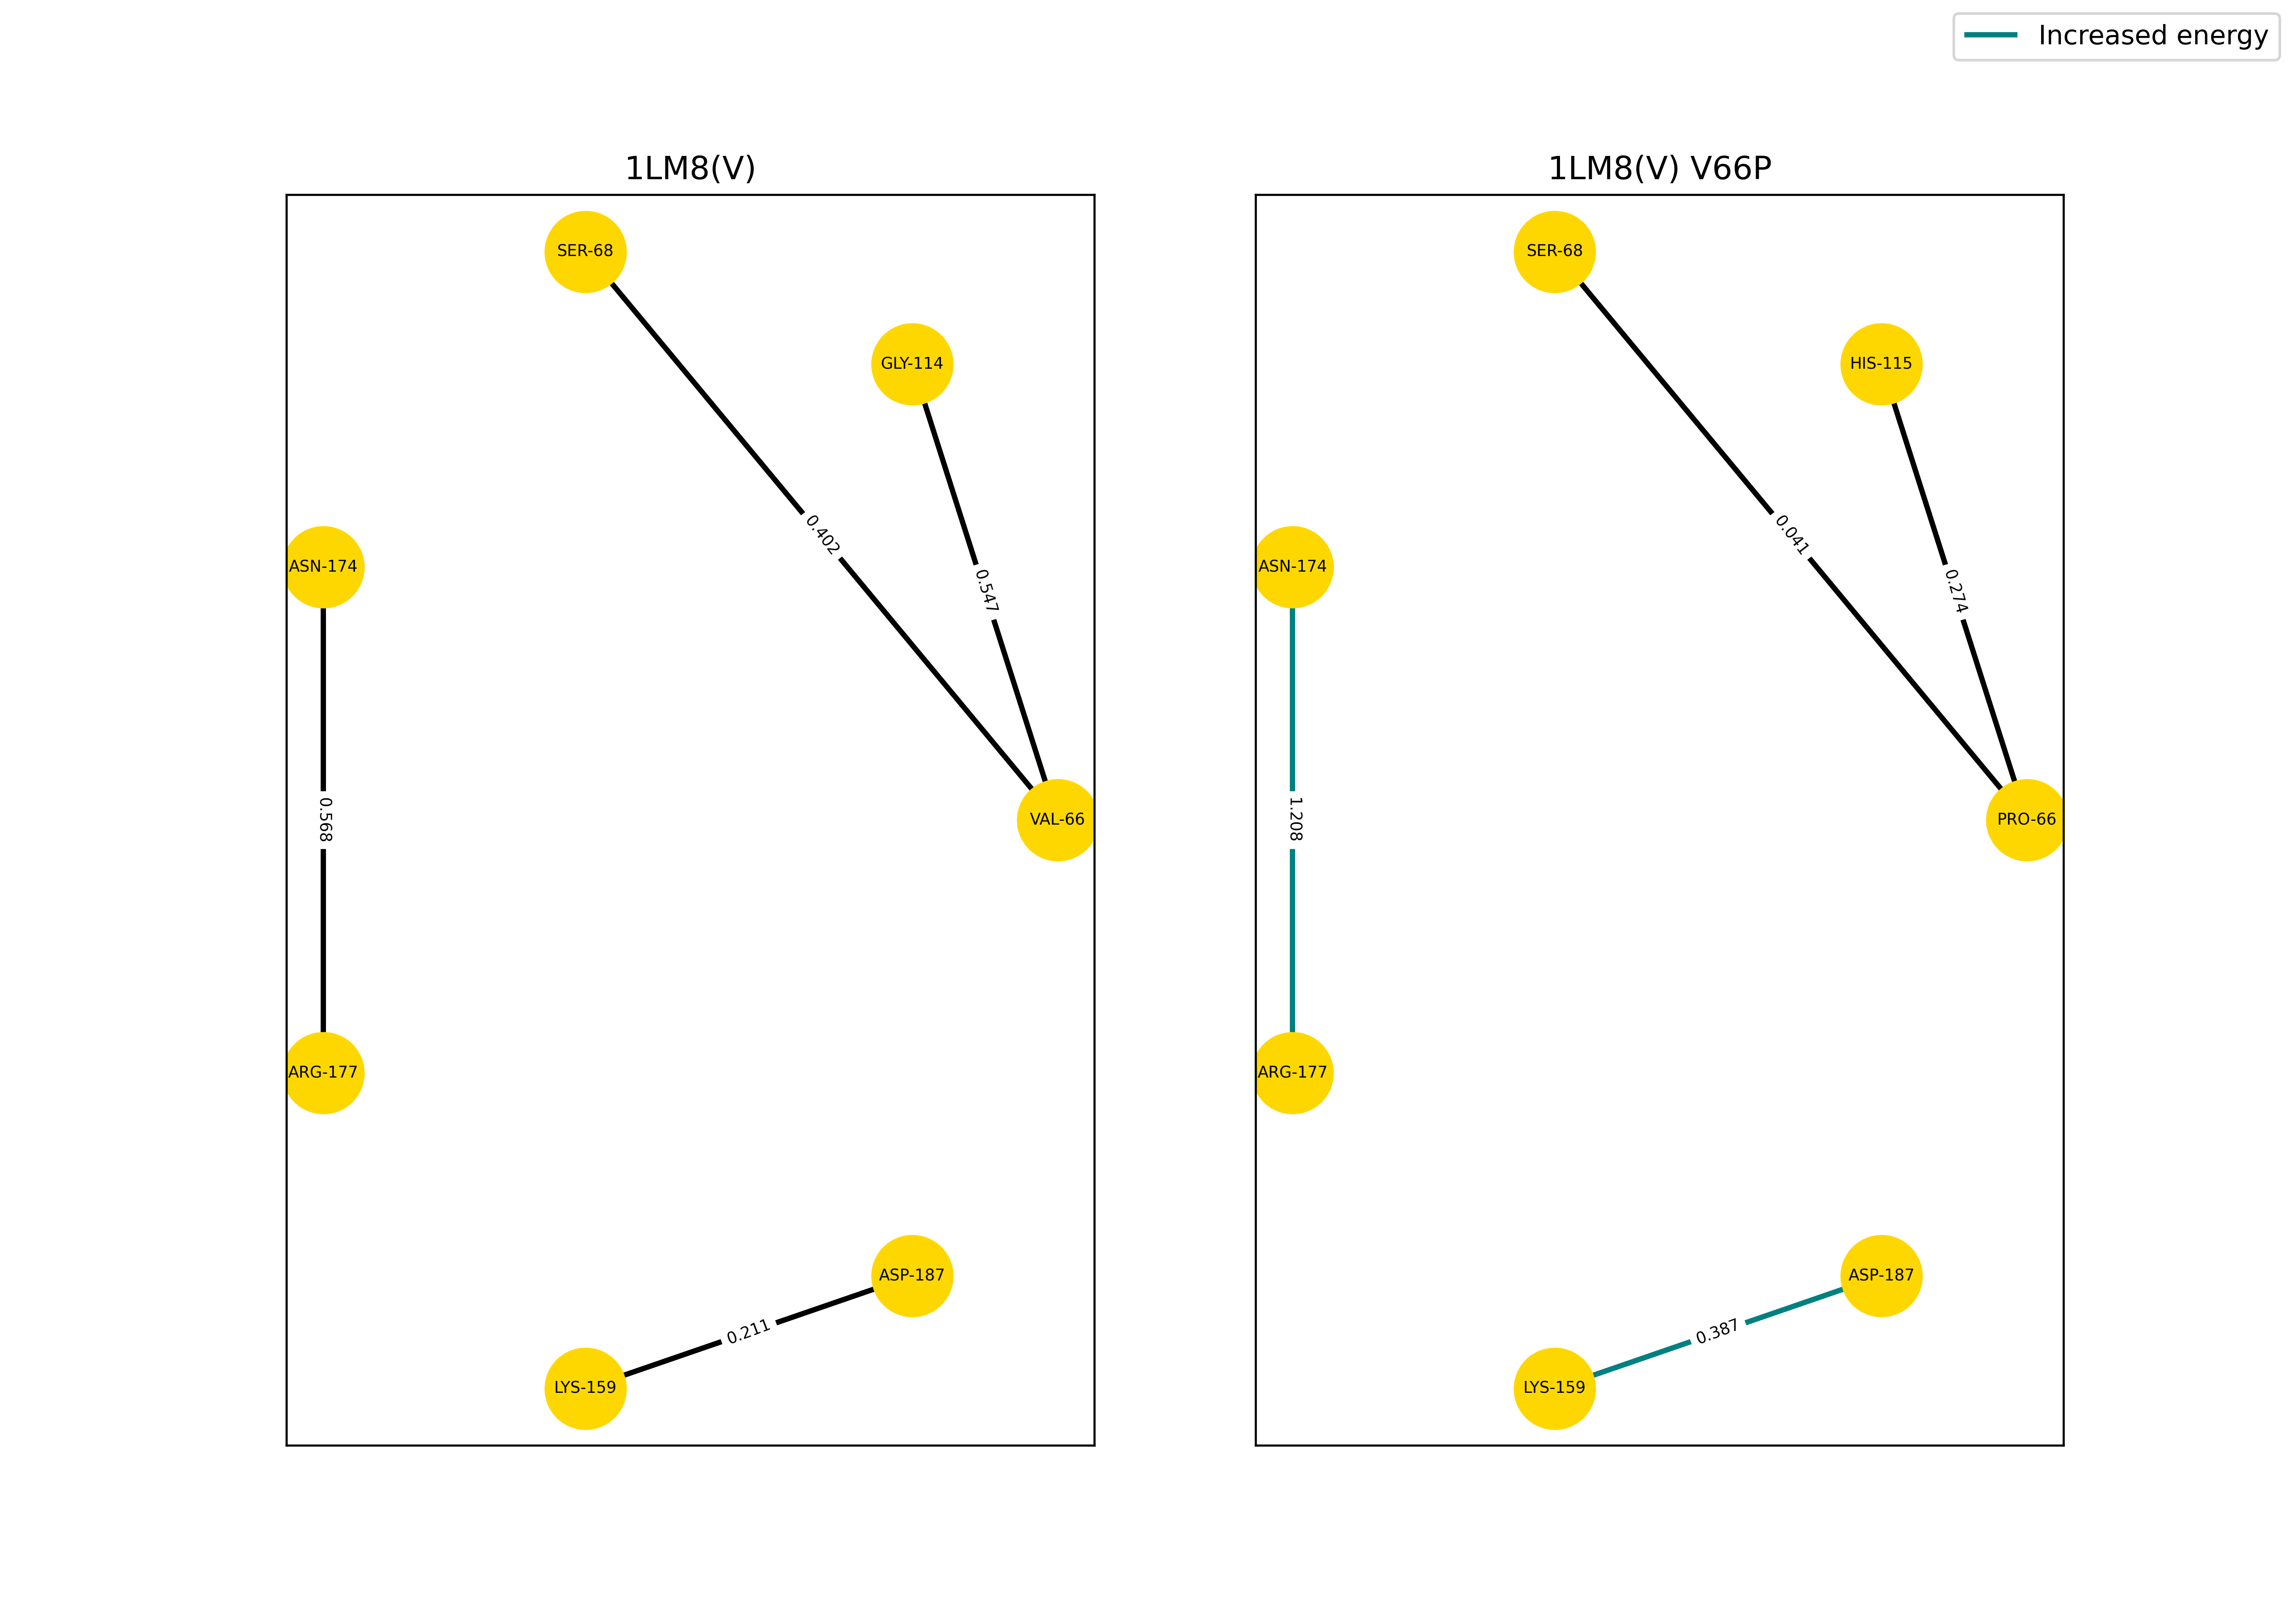 Increased energy
1LM8(V)
SER-68
GLY-114
0.402
0.547
ASN-174
0.568
VAL-66
ARG-177
ASP-187
0.211
LYS-159
1LM8(V) V66P
SER-68
HIS-115
0.041
0.274
ASN-174
1.208
PRO-66
ARG-177
ASP-187
0.387
LYS-159